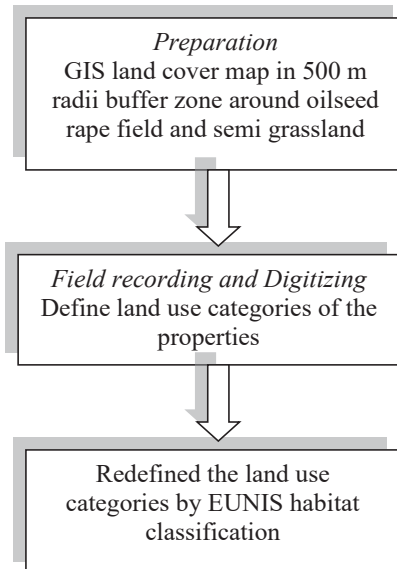 Preparation
GIS land cover map in 500 m
radii buffer zone around oilseed
rape field and semi grassland
Field recording and Digitizing
Define land use categories of the
properties
Redefined the land use
categories by EUNIS habitat
classification